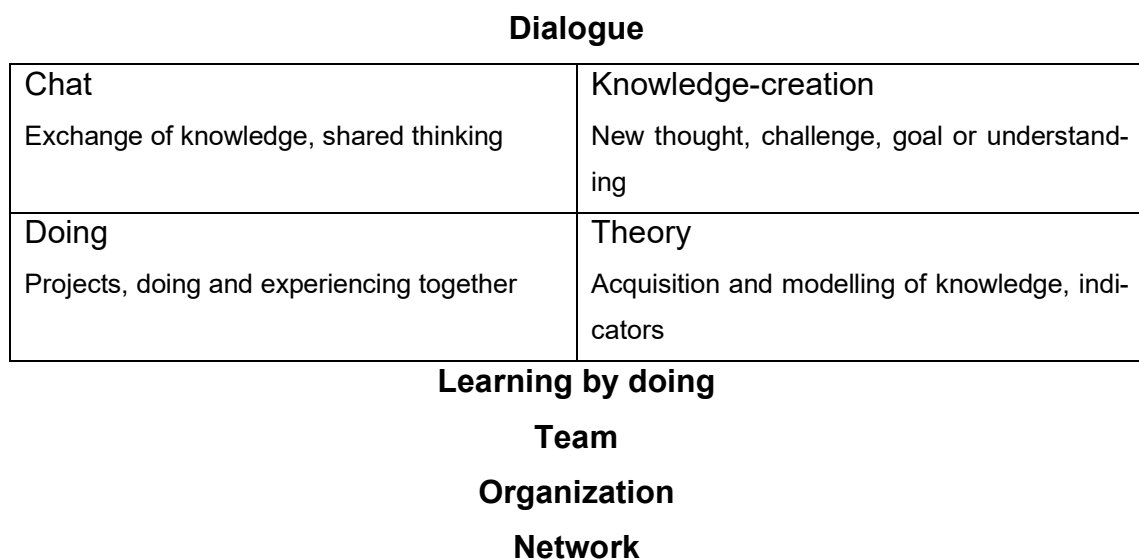 Dialogue
Chat
Exchange of knowledge, shared thinking
Knowledge-creation
New thought, challenge, goal or understand-
ing
Doing
Projects, doing and experiencing together
Theory
Acquisition and modelling of knowledge, indi-
cators
Learning by doing
Team
Organization
Network